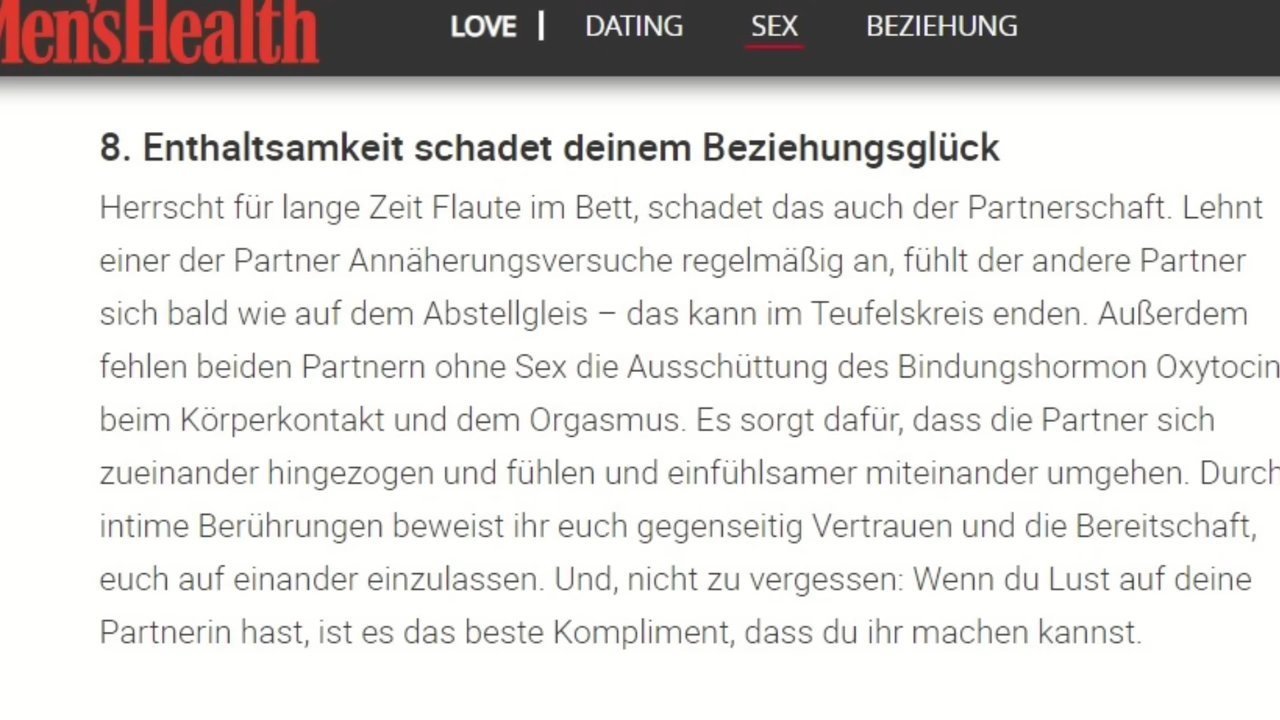 Men'sHealth LOVE | DATING SEX BEZIEHUNG
8. Enthaltsamkeit schadet deinem Beziehungsglück
Herrscht für lange Zeit Flaute im Bett, schadet das auch der Partnerschaft. Lehnt
einer der Partner Annäherungsversuche regelmäßig an, fühlt der andere Partner
sich bald wie auf dem Abstellgleis – das kann im Teufelskreis enden. Außerdem
fehlen beiden Partnern ohne Sex die Ausschüttung des Bindungshormon Oxytocin
beim Körperkontakt und dem Orgasmus. Es sorgt dafür, dass die Partner sich
zueinander hingezogen und fühlen und einfühlsamer miteinander umgehen. Durch
intime Berührungen beweist ihr euch gegenseitig Vertrauen und die Bereitschaft,
euch auf einander einzulassen. Und, nicht zu vergessen: Wenn du Lust auf deine
Partnerin hast, ist es das beste Kompliment, dass du ihr machen kannst.